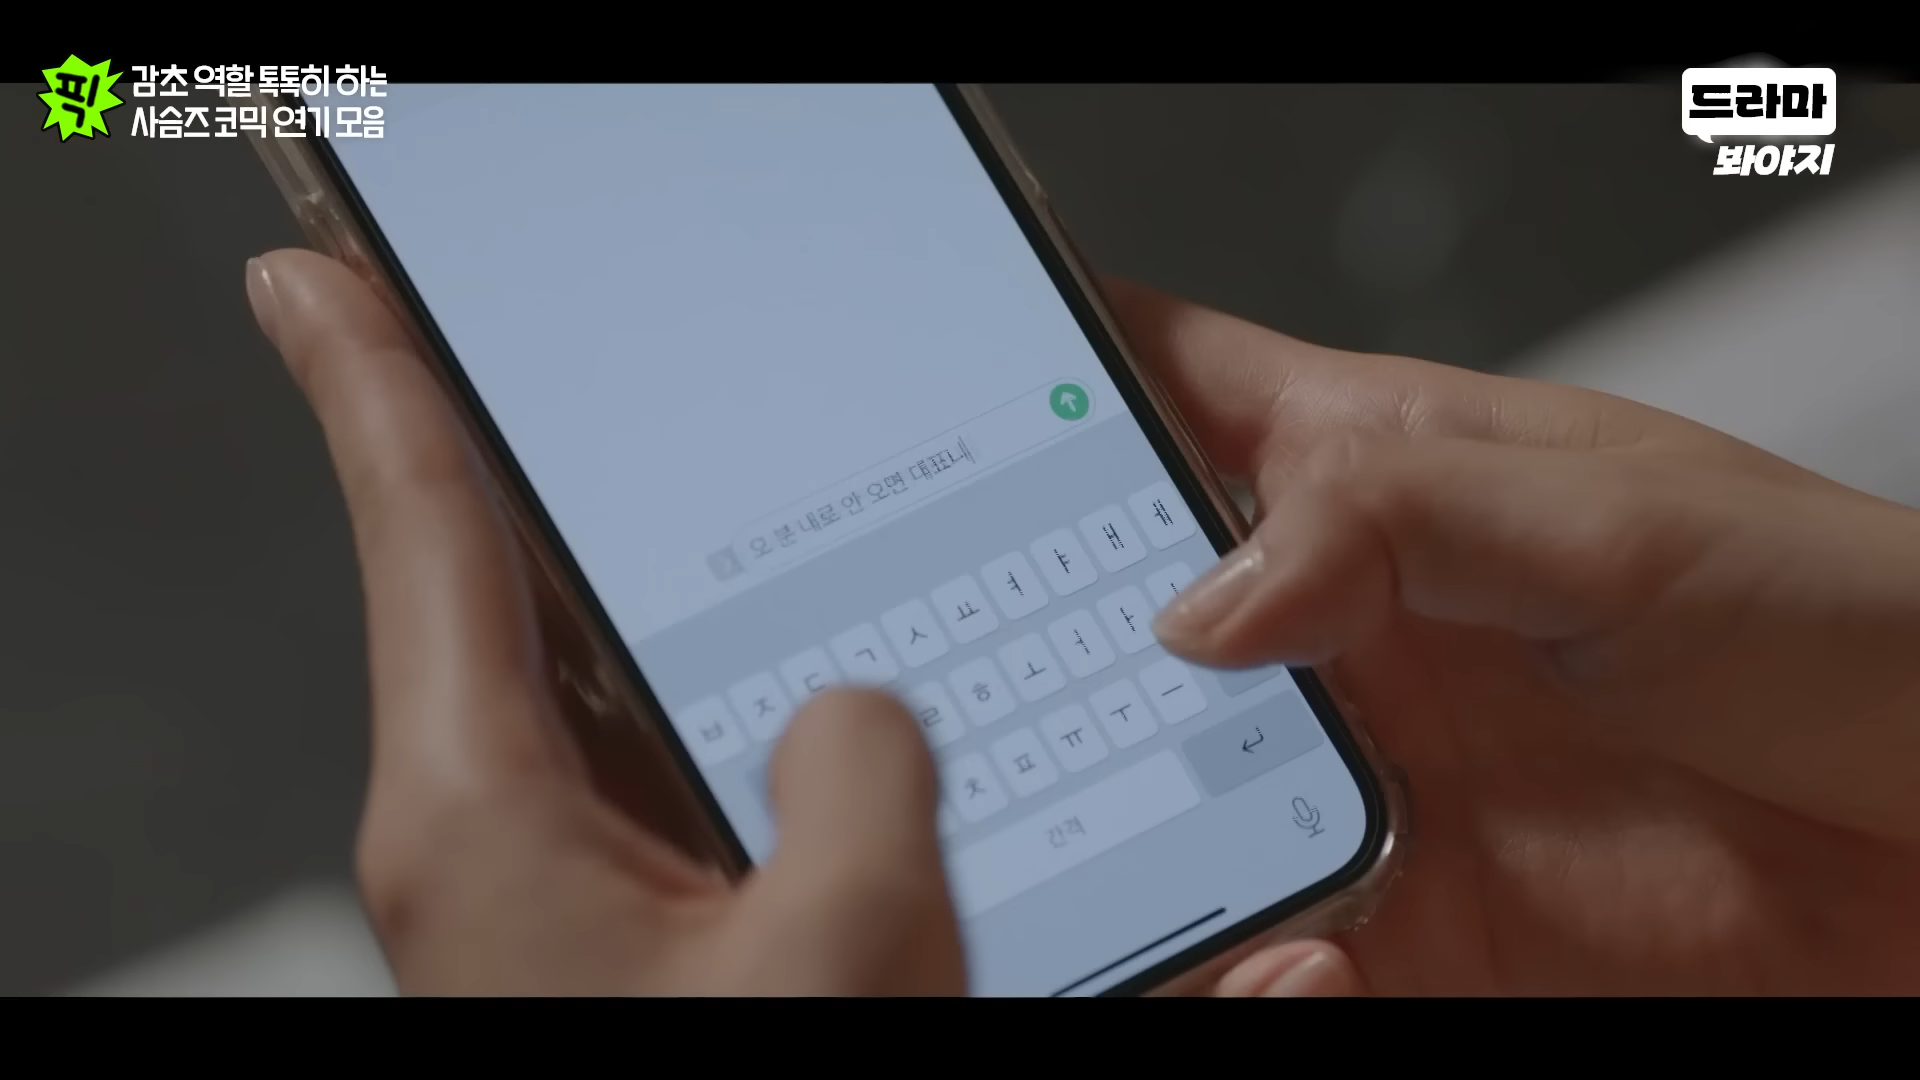 픽
감초 역할 톡톡히 하는
사슴즈 코믹 연기 모음
드라마
봐야지
오 분 내로 안 오면 대표니
ㅂ ㅈ ㄷ ㄱ ㅅ ㅛ ㅕ ㅑ ㅐ ㅔ
ㄹ ㅎ ㅗ ㅓ ㅏ ㅣ
ㅊ ㅍ ㅠ ㅜ ㅡ
간격